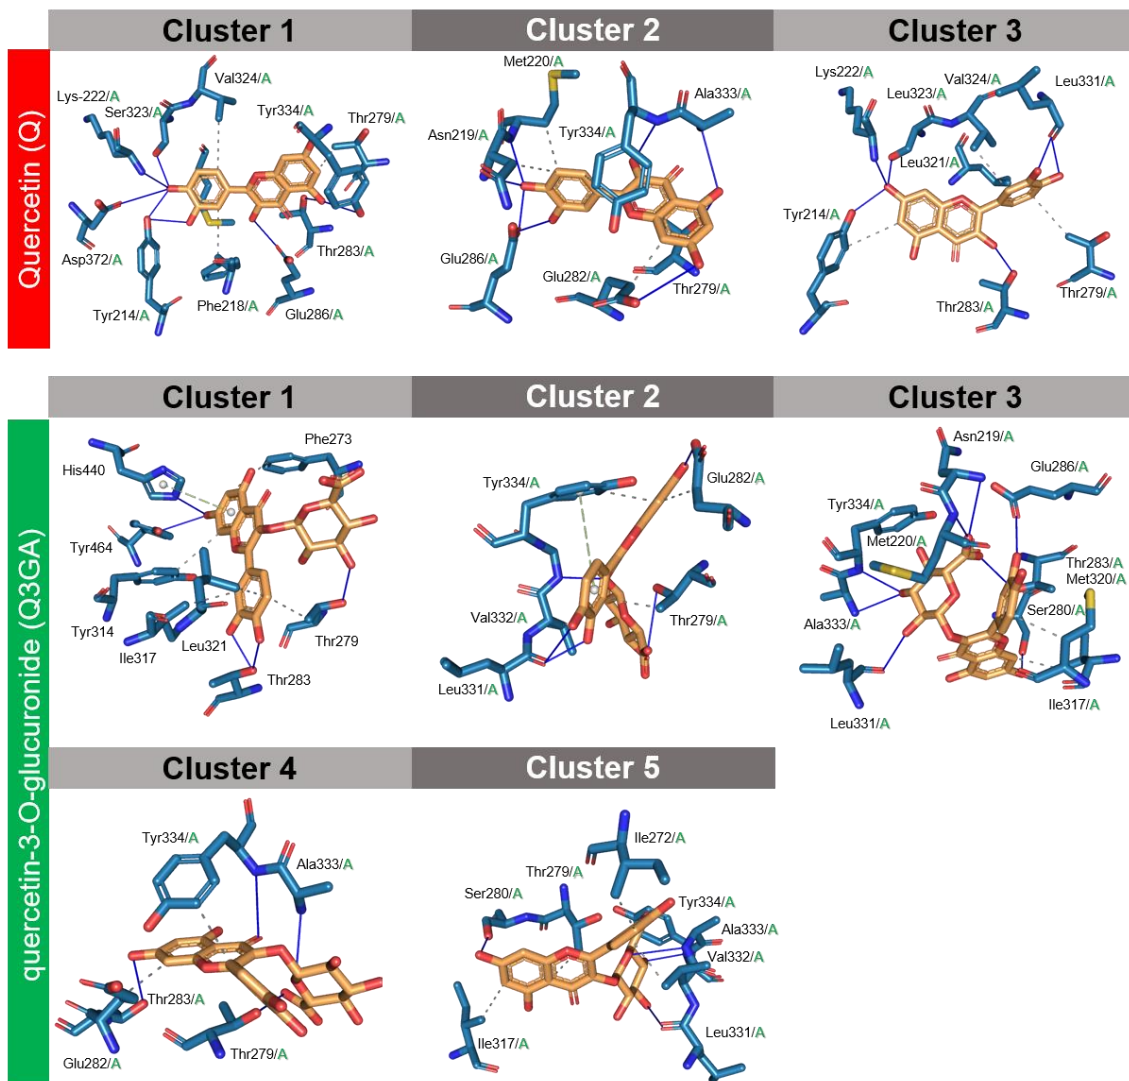 Cluster 1
Cluster 2
Cluster 3
Quercetin (Q)
Val324/A
Lys-222/A
Ser323/A
Tyr334/A
Thr279/A
Asp372/A
Thr283/A
Tyr214/A
Phe218/A
Glu286/A
Met220/A
Ala333/A
Asn219/A
Tyr334/A
Glu286/A
Glu282/A
Thr279/A
Lys222/A
Val324/A
Leu331/A
Leu323/A
Leu321/A
Tyr214/A
Thr283/A
Thr279/A
Cluster 1
Cluster 2
Cluster 3
quercetin-3-O-glucuronide (Q3GA)
Phe273
His440
Tyr464
Tyr314
Leu321
Ile317
Thr279
Thr283
Tyr334/A
Glu282/A
Val332/A
Thr279/A
Leu331/A
Asn219/A
Glu286/A
Tyr334/A
Met220/A
Thr283/A
Met320/A
Ser280/A
Ala333/A
Ile317/A
Leu331/A
Cluster 4
Cluster 5
Tyr334/A
Ala333/A
Thr283/A
Thr279/A
Glu282/A
Ile272/A
Thr279/A
Ser280/A
Tyr334/A
Ala333/A
Val332/A
Leu331/A
Ile317/A